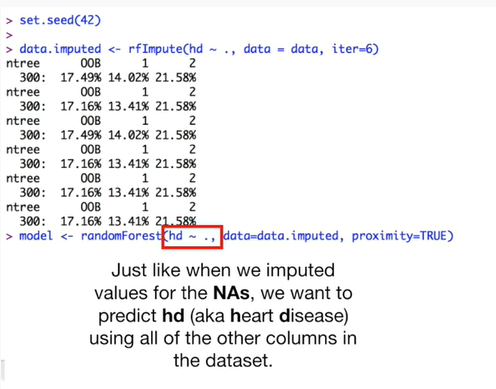 > set.seed(42)
>
> data.imputed <- rfImpute(hd ~ ., data = data, iter=6)
ntree OOB 1 2
300: 17.49% 14.02% 21.58%
ntree OOB 1 2
300: 17.16% 13.41% 21.58%
ntree OOB 1 2
300: 17.49% 14.02% 21.58%
ntree OOB 1 2
300: 17.16% 13.41% 21.58%
ntree OOB 1 2
300: 17.16% 13.41% 21.58%
ntree OOB 1 2
300: 17.16% 13.41% 21.58%
> model <- randomForest(hd ~ ., data=data.imputed, proximity=TRUE)
Just like when we imputed
values for the NAs, we want to
predict hd (aka heart disease)
using all of the other columns in
the dataset.